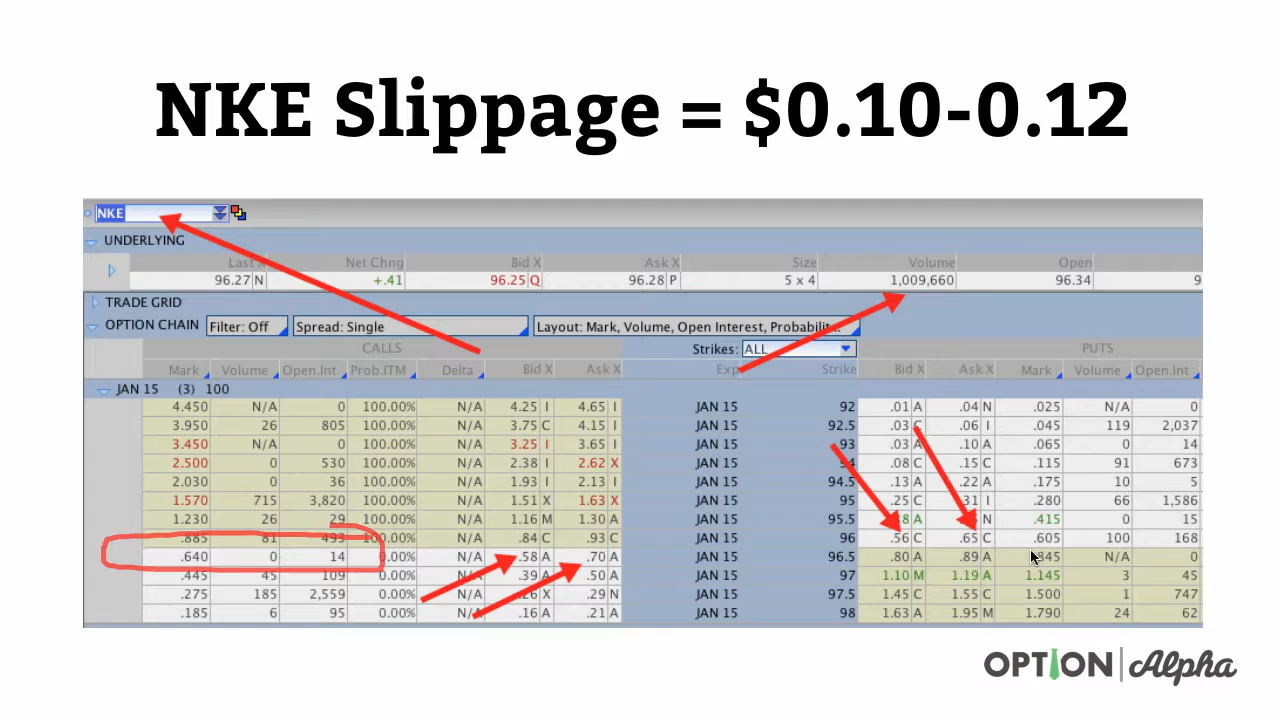 NKE Slippage = $0.10-0.12
NKE
UNDERLYING
Last X Net Chng Bid X Ask X Size Volume Open
96.27 N +.41 96.25 Q 96.28 P 5 x 4 1,009,660 96.34 9
TRADE GRID
OPTION CHAIN Filter: Off Spread: Single Layout: Mark, Volume, Open Interest, Probabilit...
CALLS Strikes: ALL PUTS
Mark Volume Open.Int Prob.ITM Delta Bid X Ask X Exp Strike Bid X Ask X Mark Volume Open.Int
JAN 15 (3) 100
4.450 N/A 0 100.00% N/A 4.25 I 4.65 I JAN 15 92 .01 A .04 N .025 N/A 0
3.950 26 805 100.00% N/A 3.75 C 4.15 I JAN 15 92.5 .03 C .06 I .045 119 2,037
3.450 N/A 0 100.00% N/A 3.25 I 3.65 I JAN 15 93 .03 A .10 A .065 0 14
2.500 0 530 100.00% N/A 2.38 I 2.62 X JAN 15 94 .08 C .15 C .115 91 673
2.030 0 36 100.00% N/A 1.93 I 2.13 I JAN 15 94.5 .13 A .22 A .175 10 5
1.570 715 3,820 100.00% N/A 1.51 X 1.63 X JAN 15 95 .25 C .31 I .280 66 1,586
1.230 26 29 100.00% N/A 1.16 M 1.30 A JAN 15 95.5 A N .415 0 15
.885 81 493 100.00% N/A .84 C .93 C JAN 15 96 .56 C .65 C .605 100 168
.640 0 14 0.00% N/A .58 A .70 A JAN 15 96.5 .80 A .89 A N/A 0
.445 45 109 0.00% N/A .39 A .50 A JAN 15 97 1.10 M 1.19 A 1.145 3 45
.275 185 2,559 0.00% N/A .26 X .29 N JAN 15 97.5 1.45 C 1.55 C 1.500 1 747
.185 6 95 0.00% N/A .16 A .21 A JAN 15 98 1.63 A 1.95 M 1.790 24 62
OPTION Alpha